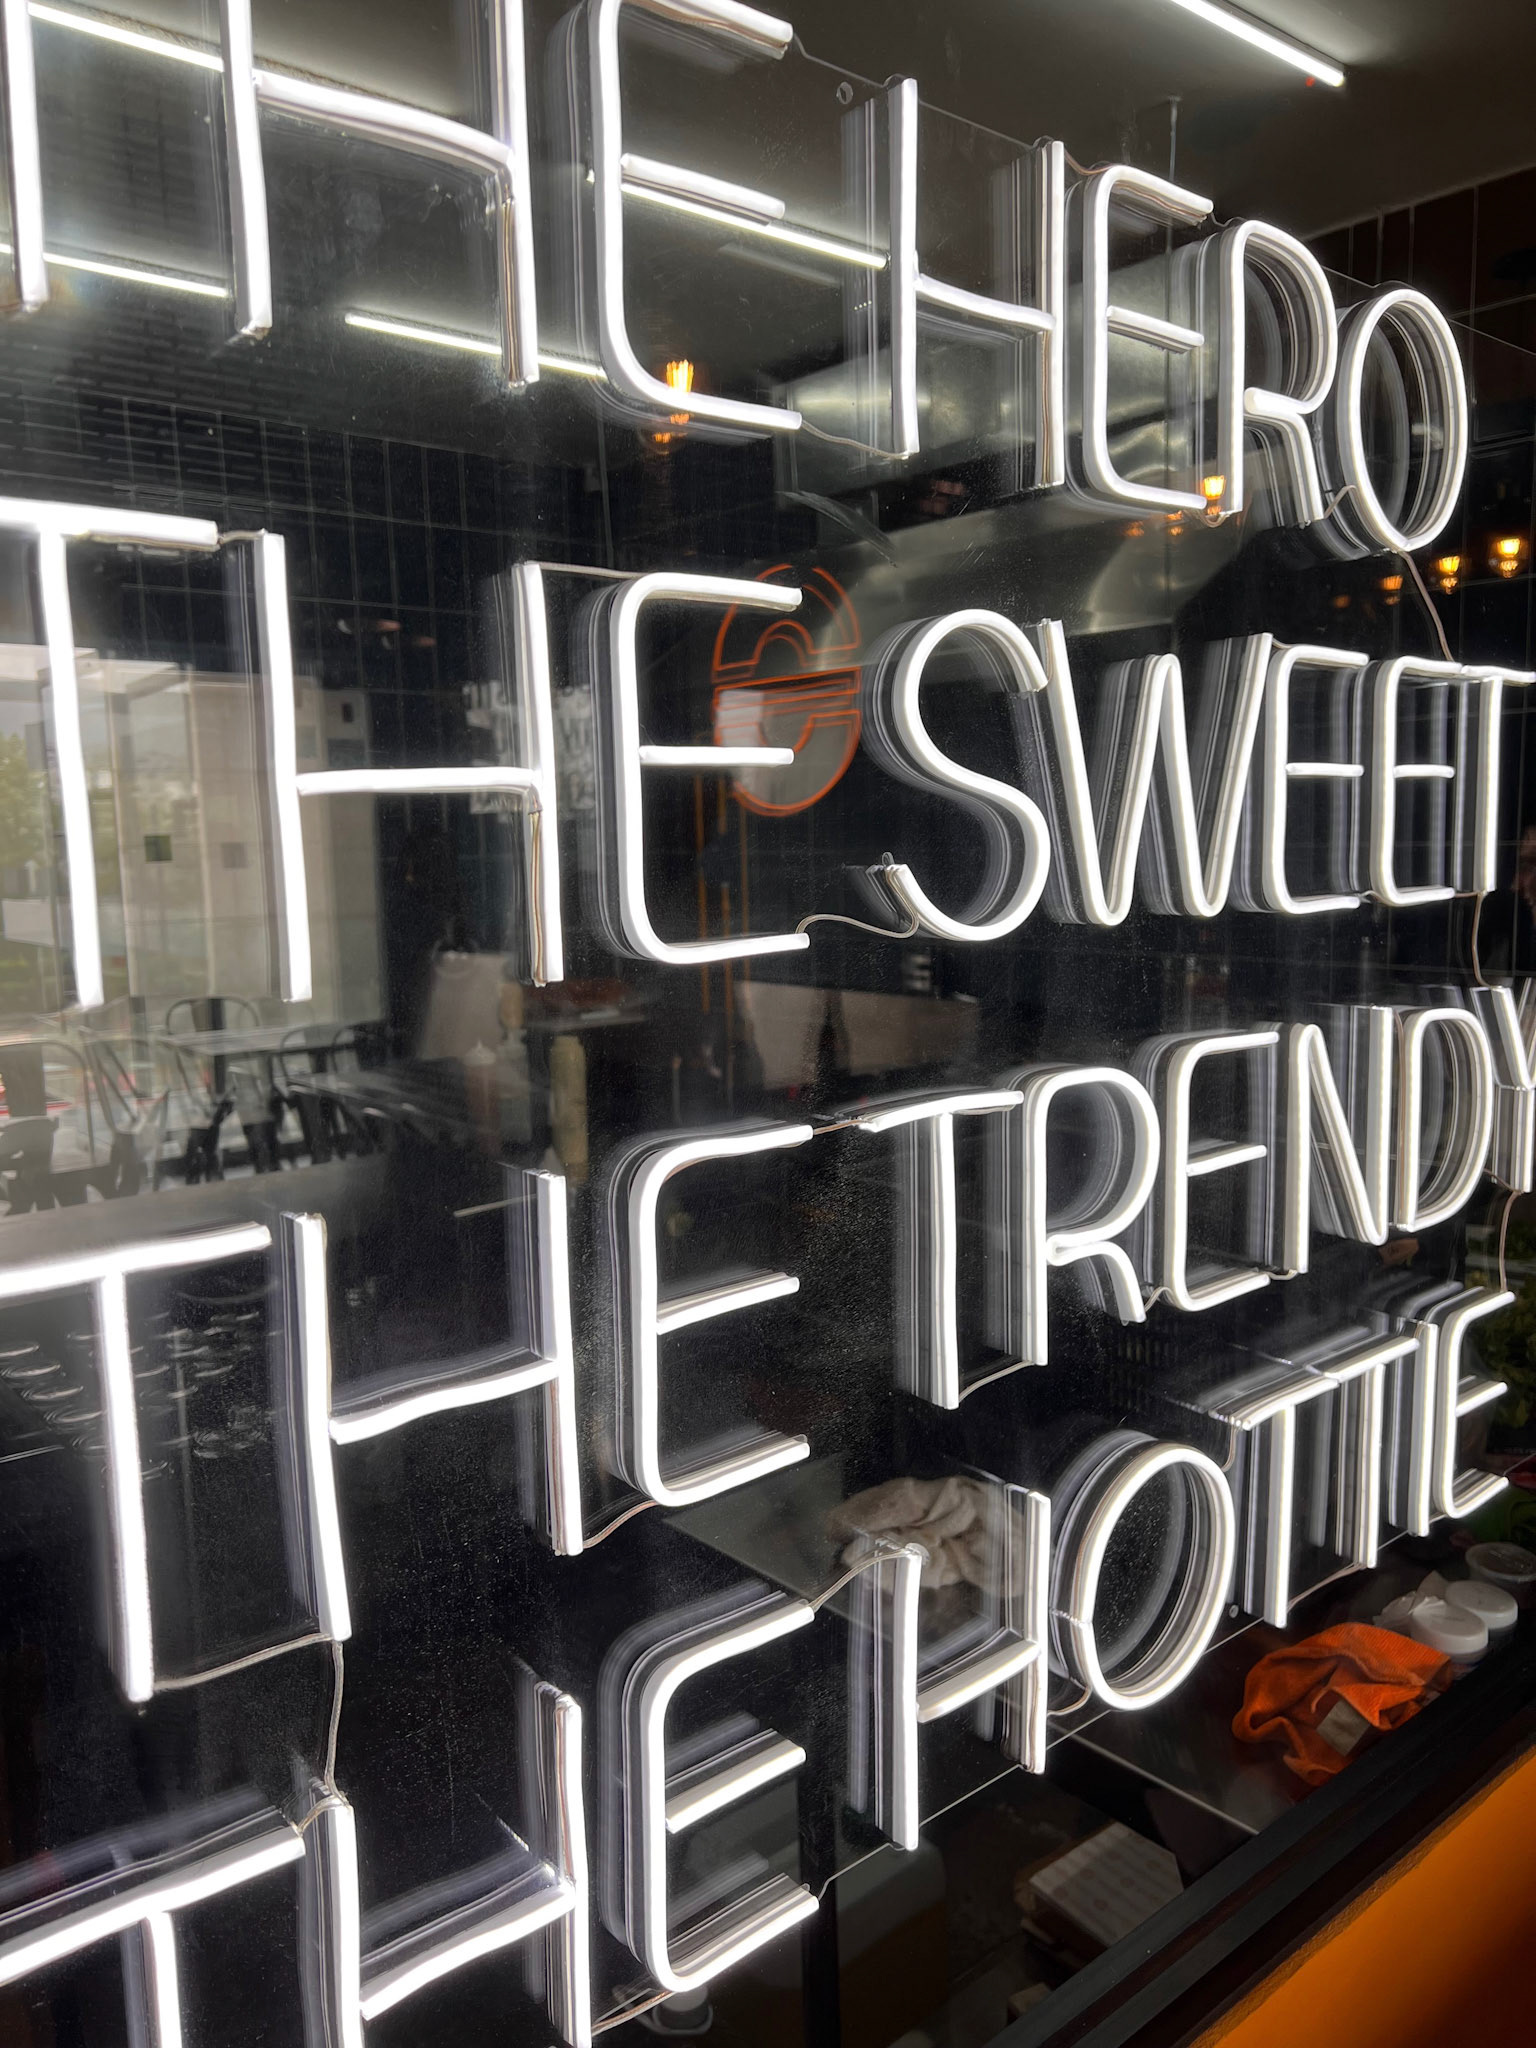 THE HERO
THE SWEET
THE TRENDY
THE HOTTIE